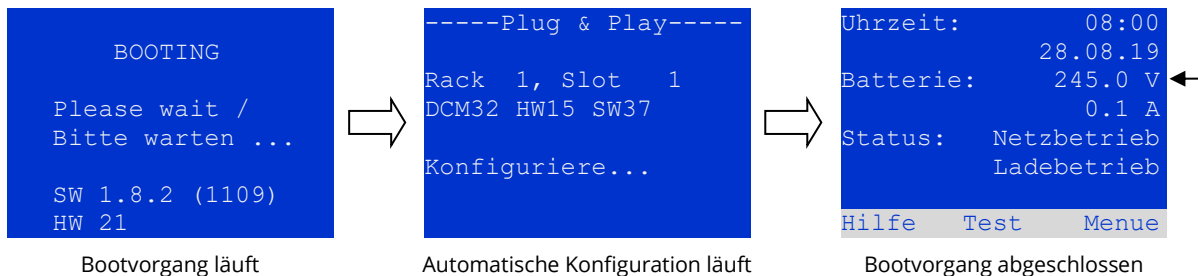 BOOTING
Please wait /
Bitte warten ...
SW 1.8.2 (1109)
HW 21
Bootvorgang läuft
-----Plug & Play-----
Rack 1, Slot 1
DCM32 HW15 SW37
Konfiguriere...
Automatische Konfiguration läuft
Uhrzeit: 08:00
28.08.19
Batterie: 245.0 V
0.1 A
Status: Netzbetrieb
Ladebetrieb
Hilfe Test Menue
Bootvorgang abgeschlossen